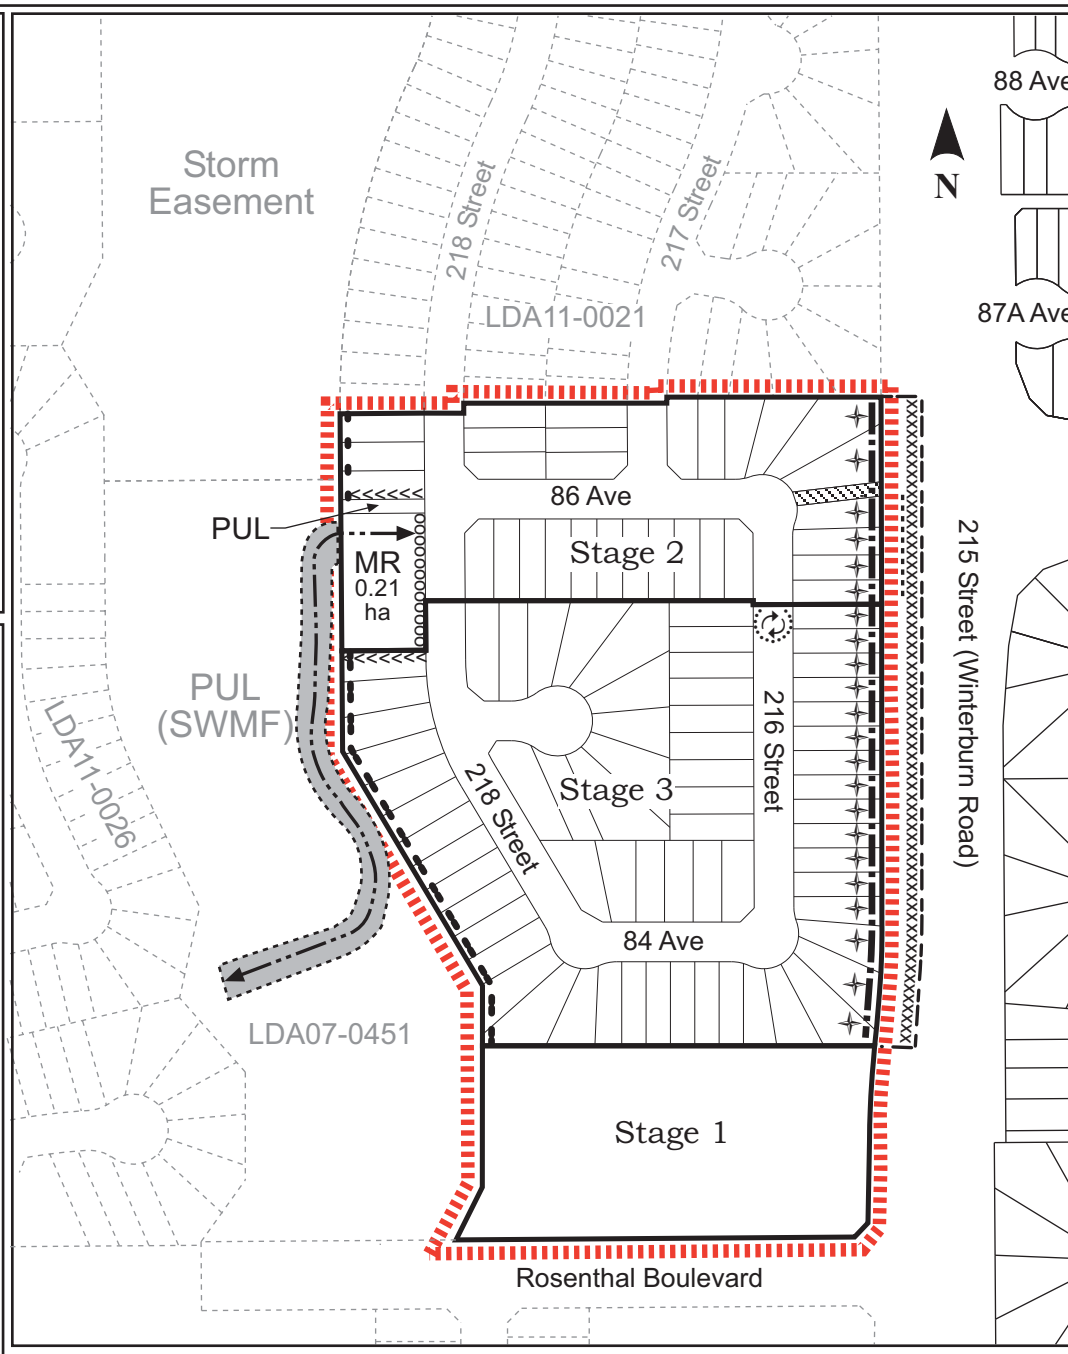 88 Ave
Storm
Easement
N
218 Street
217 Street
87A Ave
LDA11-0021
86 Ave
PUL
Stage 2
MR
0.21
ha
215 Street (Winterburn Road)
PUL
(SWMF)
LDA11-0026
216 Street
218 Street
Stage 3
84 Ave
LDA07-0451
Stage 1
Rosenthal Boulevard